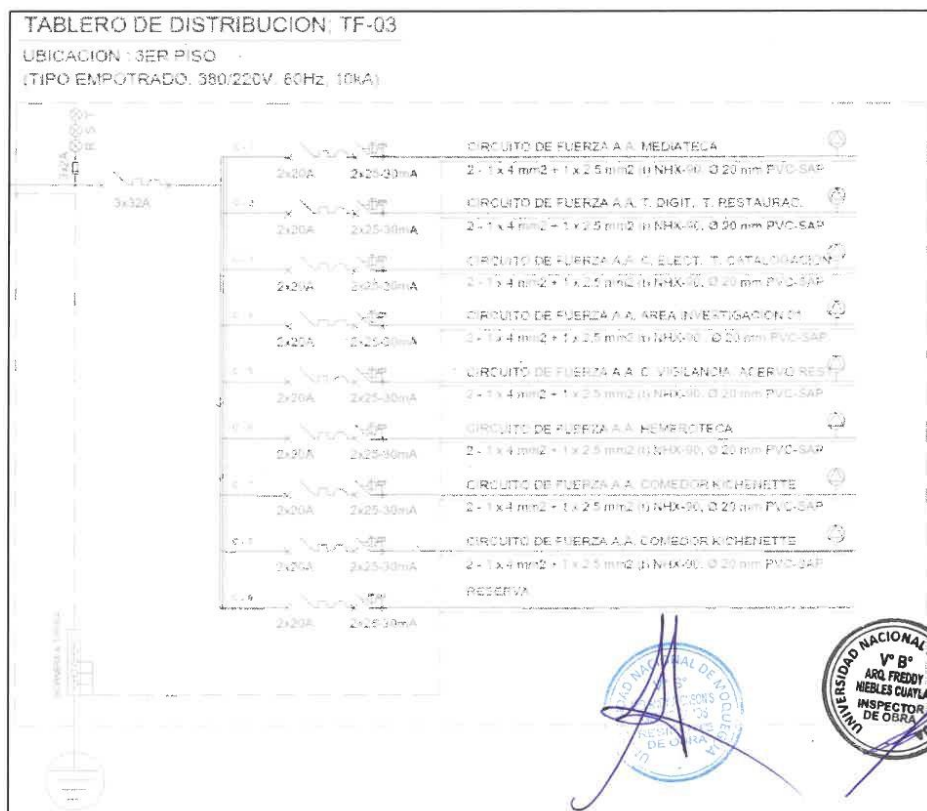 TABLERO DE DISTRIBUCION: TF-03
UBICACION : 3ER PISO
(TIPO EMPOTRADO. 380/220V. 60Hz, 10kA)
R S T
3x32A
C-1
CIRCUITO DE FUERZA A.A. MEDIATECA
2x20A 2x25-30mA 2 - 1 x 4 mm2 + 1 x 2.5 mm2 (t) NHX-90, Ø 20 mm PVC-SAP
C-2
CIRCUITO DE FUERZA A.A. T. DIGIT., T. RESTAURAC.
2x20A 2x25-30mA 2 - 1 x 4 mm2 + 1 x 2.5 mm2 (t) NHX-90, Ø 20 mm PVC-SAP
CIRCUITO DE FUERZA A.A. C. ELECT. T. CATALOGACION
2x20A 2x25-30mA 2 - 1 x 4 mm2 + 1 x 2.5 mm2 (t) NHX-90, Ø 20 mm PVC-SAP
CIRCUITO DE FUERZA A.A. AREA INVESTIGACION 01
2x20A 2x25-30mA 2 - 1 x 4 mm2 + 1 x 2.5 mm2 (t) NHX-90, Ø 20 mm PVC-SAP
CIRCUITO DE FUERZA A.A. C. VIGILANCIA, ACERVO REST
2x20A 2x25-30mA 2 - 1 x 4 mm2 + 1 x 2.5 mm2 (t) NHX-90, Ø 20 mm PVC-SAP
CIRCUITO DE FUERZA A.A. HEMEROTECA
2x20A 2x25-30mA 2 - 1 x 4 mm2 + 1 x 2.5 mm2 (t) NHX-90, Ø 20 mm PVC-SAP
CIRCUITO DE FUERZA A.A. COMEDOR KICHENETTE
2x20A 2x25-30mA 2 - 1 x 4 mm2 + 1 x 2.5 mm2 (t) NHX-90, Ø 20 mm PVC-SAP
CIRCUITO DE FUERZA A.A. COMEDOR KICHENETTE
2x20A 2x25-30mA 2 - 1 x 4 mm2 + 1 x 2.5 mm2 (t) NHX-90, Ø 20 mm PVC-SAP
RESERVA
2x20A 2x25-30mA
NACIONAL DE MOQUEGUA
DE OBRA
UNIVERSIDAD NACIONAL
V° B°
ARQ. FREDDY
NIEBLES CUAYLA
INSPECTOR
DE OBRA